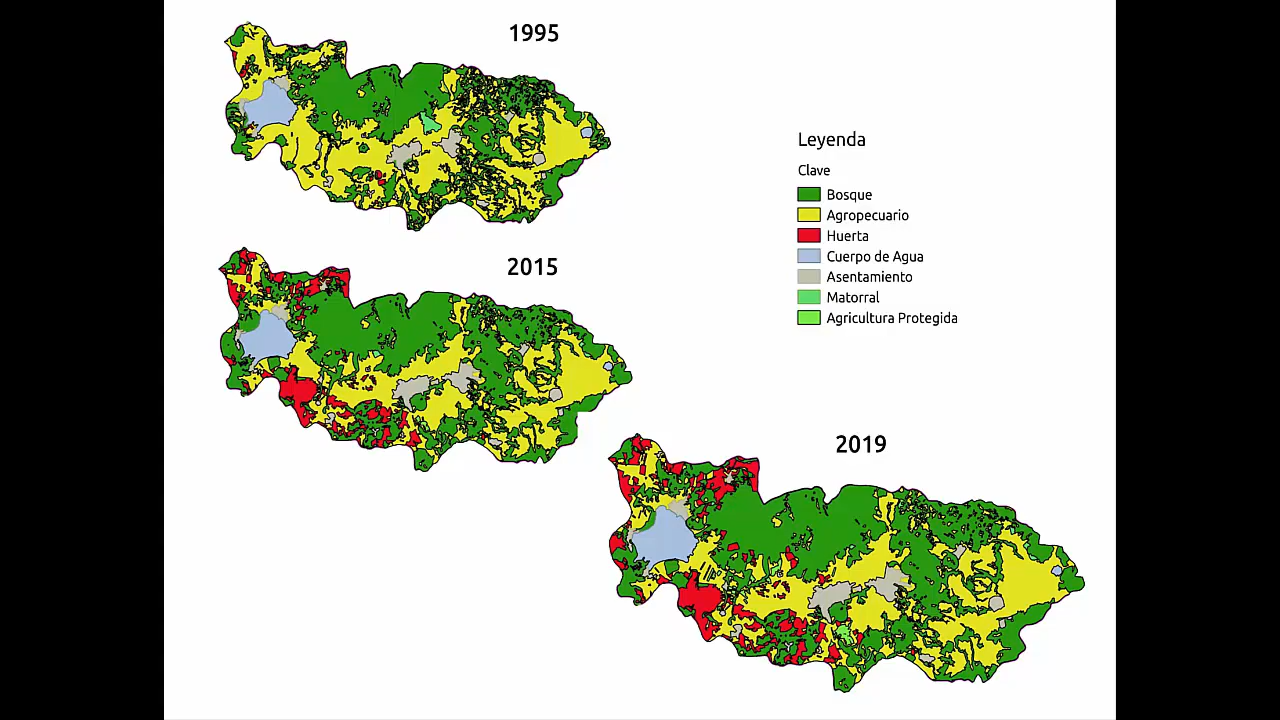 1995
2015
2019
Leyenda
Clave
Bosque
Agropecuario
Huerta
Cuerpo de Agua
Asentamiento
Matorral
Agricultura Protegida